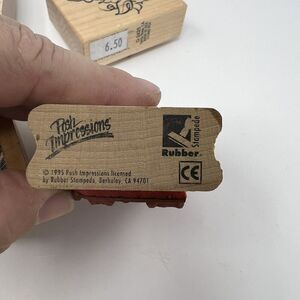 6.50
Posh
Impressions
Rubber
Stampede
CE
© 1995 Posh Impressions licensed
by Rubber Stampede, Berkeley, CA 94701